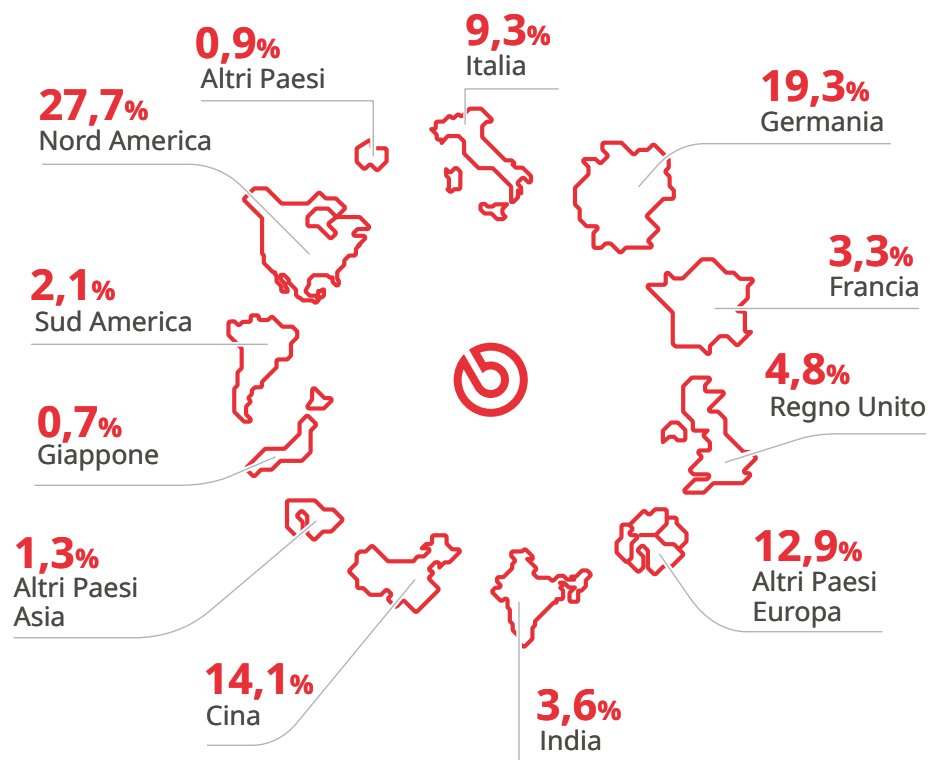 0,9%
Altri Paesi
9,3%
Italia
19,3%
Germania
27,7%
Nord America
3,3%
Francia
2,1%
Sud America
4,8%
Regno Unito
0,7%
Giappone
1,3%
Altri Paesi
Asia
12,9%
Altri Paesi
Europa
14,1%
Cina
3,6%
India